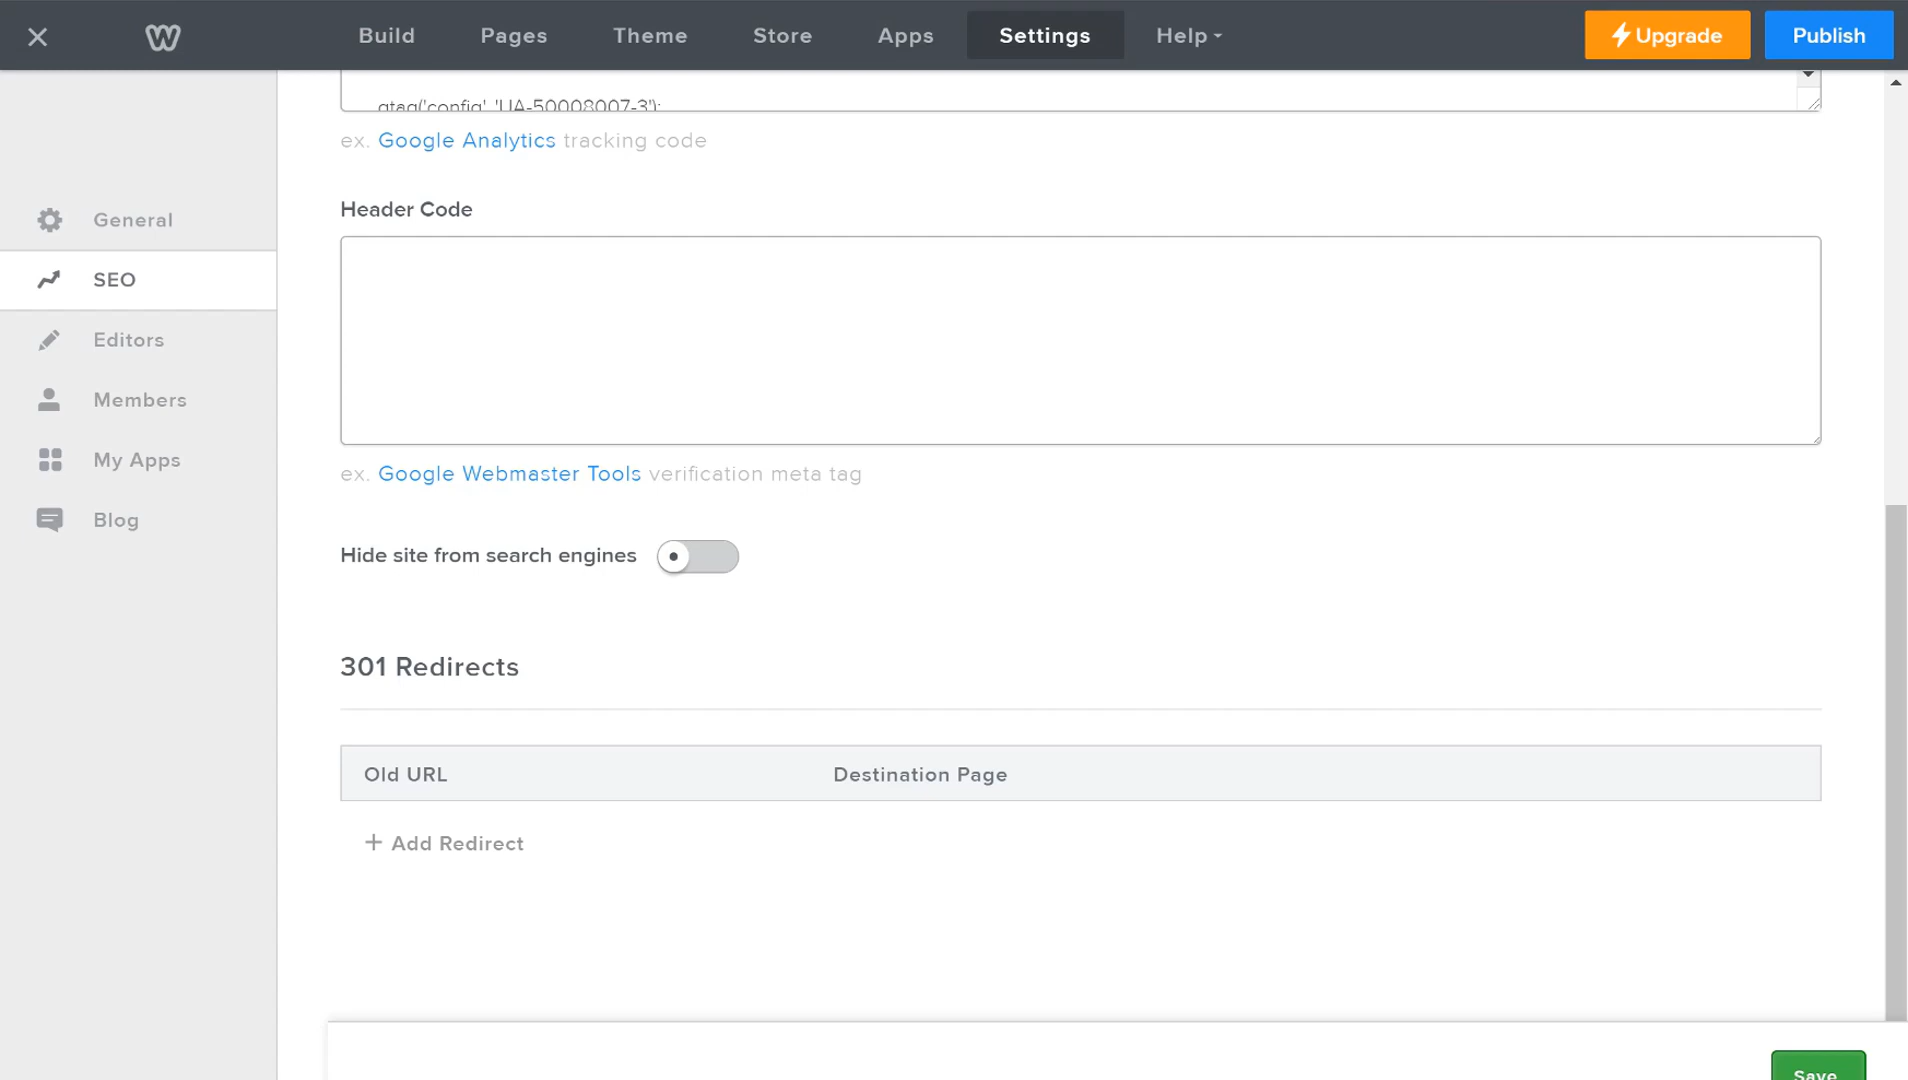 Build Pages Theme Store Apps Settings Help Upgrade Publish
gtag('config', 'UA-50008007-3');
ex. Google Analytics tracking code
Header Code
General
SEO
Editors
Members
My Apps
Blog
ex. Google Webmaster Tools verification meta tag
Hide site from search engines
301 Redirects
Old URL Destination Page
+ Add Redirect
Save